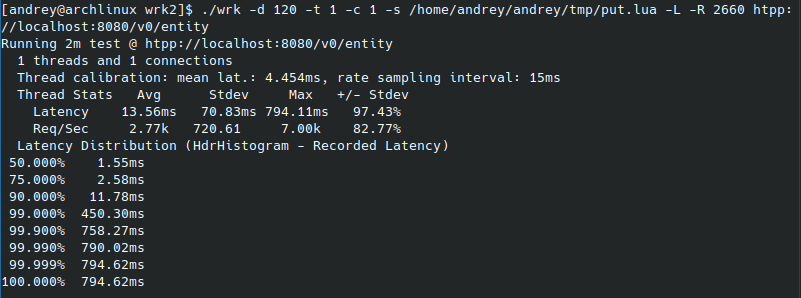 [andrey@archlinux wrk2]$ ./wrk -d 120 -t 1 -c 1 -s /home/andrey/andrey/tmp/put.lua -L -R 2660 htpp:
//localhost:8080/v0/entity
Running 2m test @ htpp://localhost:8080/v0/entity
1 threads and 1 connections
Thread calibration: mean lat.: 4.454ms, rate sampling interval: 15ms
Thread Stats Avg Stdev Max +/- Stdev
Latency 13.56ms 70.83ms 794.11ms 97.43%
Req/Sec 2.77k 720.61 7.00k 82.77%
Latency Distribution (HdrHistogram - Recorded Latency)
50.000% 1.55ms
75.000% 2.58ms
90.000% 11.78ms
99.000% 450.30ms
99.900% 758.27ms
99.990% 790.02ms
99.999% 794.62ms
100.000% 794.62ms